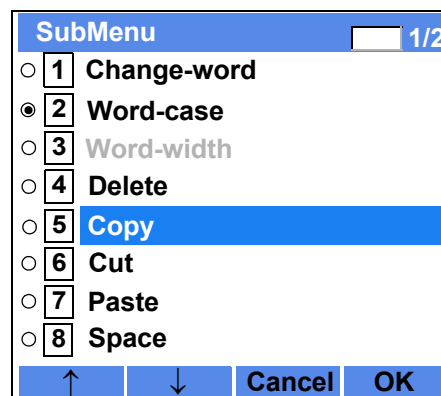 SubMenu 1/2
1 Change-word
2 Word-case
3 Word-width
4 Delete
5 Copy
6 Cut
7 Paste
8 Space
↑ ↓ Cancel OK